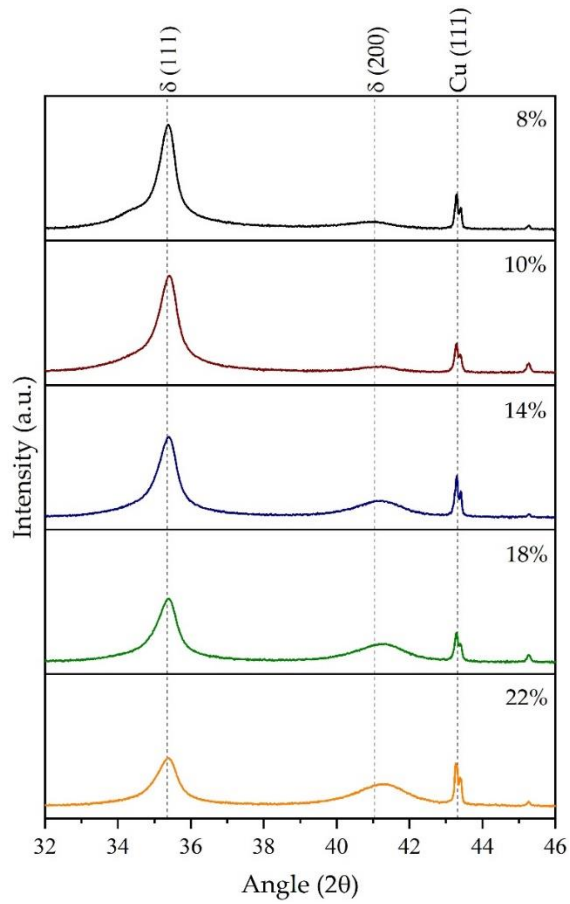 δ (111)
δ (200)
Cu (111)
8%
10%
14%
18%
22%
Intensity (a.u.)
32 34 36 38 40 42 44 46
Angle (2θ)